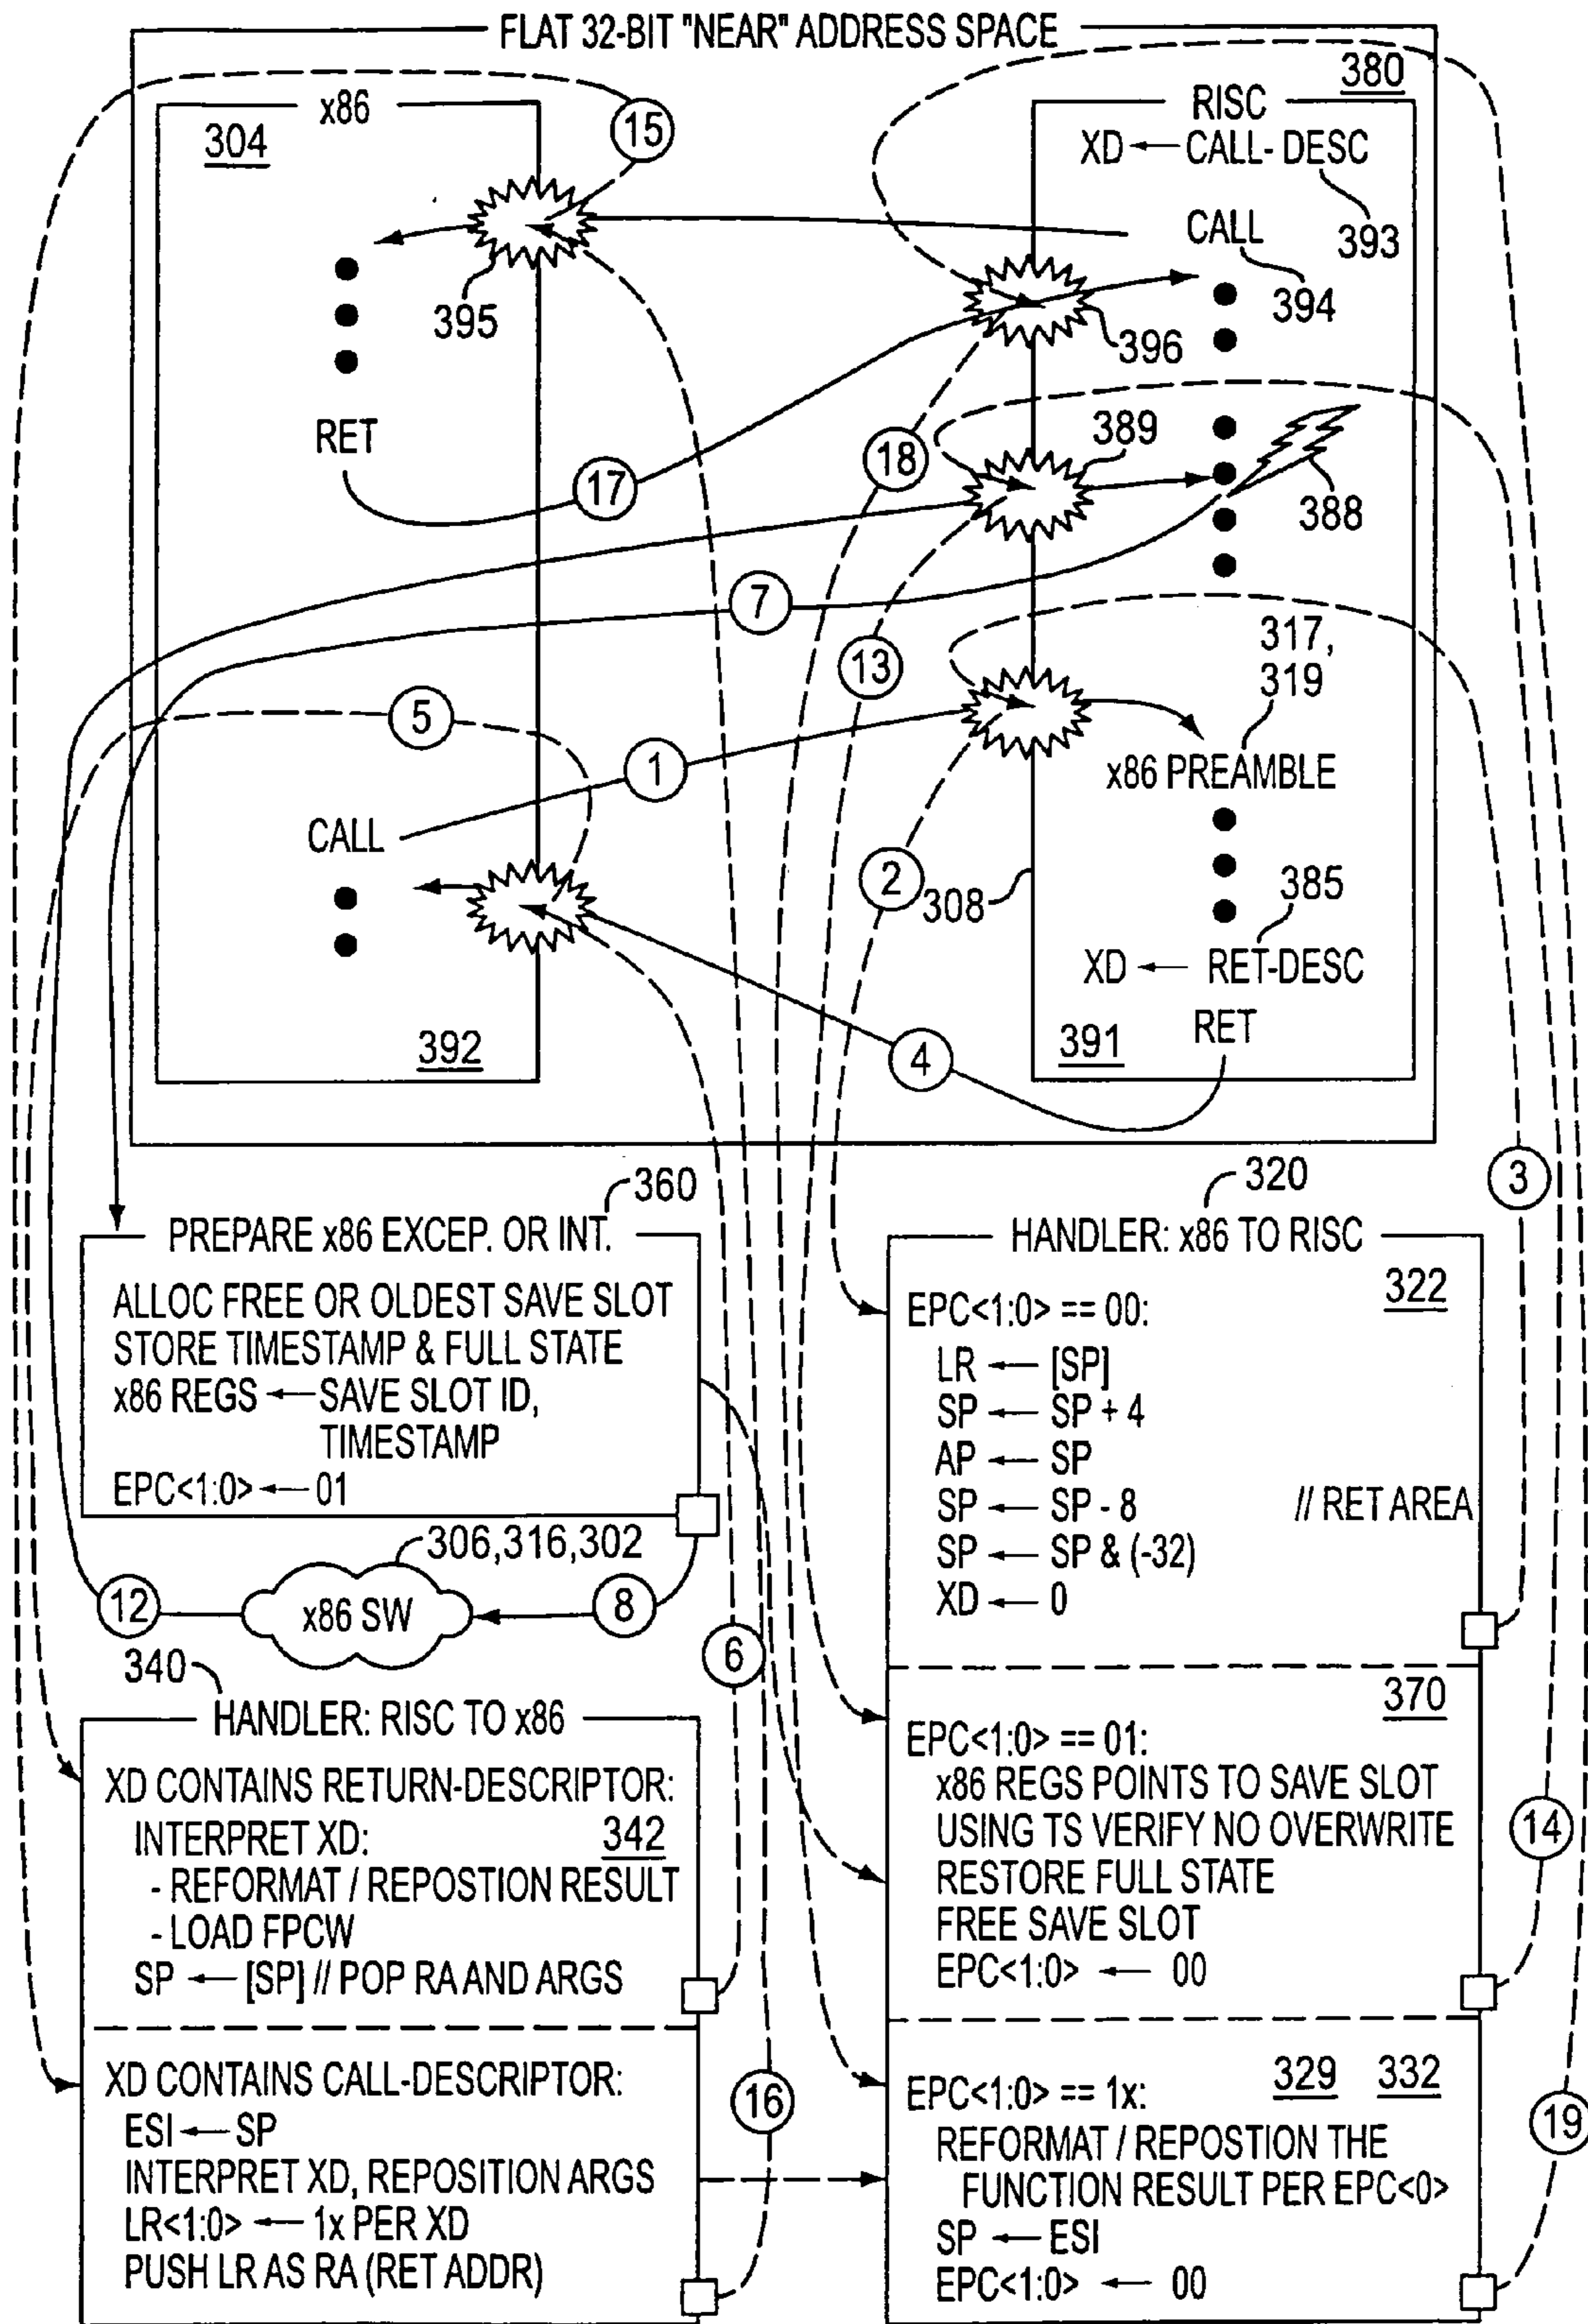 FLAT 32-BIT "NEAR" ADDRESS SPACE
380
x86
304
15
395
RET
17
RISC
XD ← CALL- DESC
393
CALL
394
396
18
389
388
7
13
317,
319
5
1
x86 PREAMBLE
CALL
2
308
385
XD ← RET-DESC
RET
392
4
391
3
360
PREPARE x86 EXCEP. OR INT.
ALLOC FREE OR OLDEST SAVE SLOT
STORE TIMESTAMP & FULL STATE
x86 REGS ← SAVE SLOT ID,
TIMESTAMP
EPC<1:0> ← 01
306,316,302
12
x86 SW
8
6
340
HANDLER: RISC TO x86
XD CONTAINS RETURN-DESCRIPTOR:
INTERPRET XD:
342
- REFORMAT / REPOSTION RESULT
- LOAD FPCW
SP ← [SP] // POP RA AND ARGS
XD CONTAINS CALL-DESCRIPTOR:
ESI ← SP
INTERPRET XD, REPOSITION ARGS
LR<1:0> ← 1x PER XD
PUSH LR AS RA (RET ADDR)
16
320
HANDLER: x86 TO RISC
322
EPC<1:0> == 00:
LR ← [SP]
SP ← SP + 4
AP ← SP
SP ← SP - 8 // RET AREA
SP ← SP & (-32)
XD ← 0
370
EPC<1:0> == 01:
x86 REGS POINTS TO SAVE SLOT
USING TS VERIFY NO OVERWRITE
RESTORE FULL STATE
FREE SAVE SLOT
EPC<1:0> ← 00
14
EPC<1:0> == 1x:
329 332
REFORMAT / REPOSTION THE
FUNCTION RESULT PER EPC<0>
SP ← ESI
EPC<1:0> ← 00
19